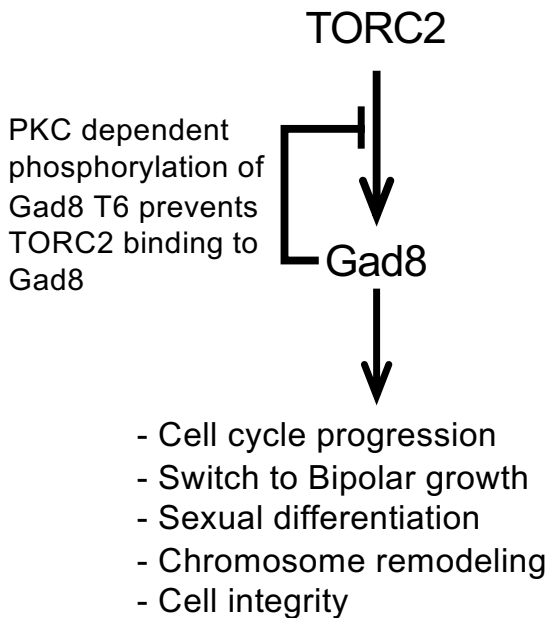 TORC2
PKC dependent
phosphorylation of
Gad8 T6 prevents
TORC2 binding to
Gad8
Gad8
- Cell cycle progression
- Switch to Bipolar growth
- Sexual differentiation
- Chromosome remodeling
- Cell integrity